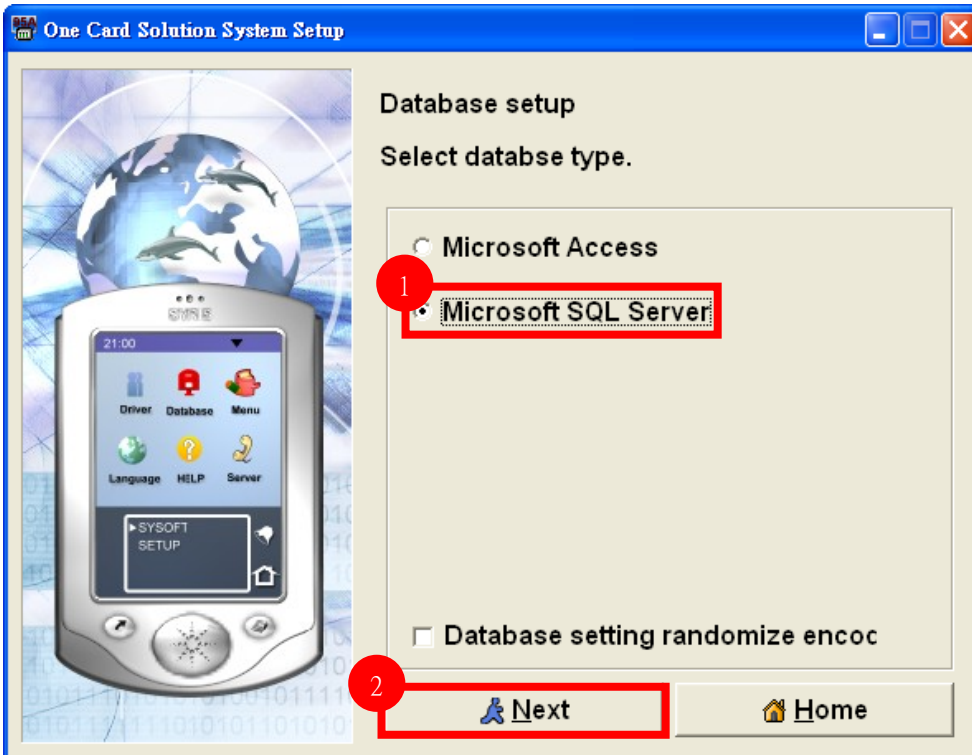 One Card Solution System Setup
Database setup
Select databse type.
Microsoft Access
1
Microsoft SQL Server
21:00
Driver Database Menu
Language HELP Server
SYSOFT
SETUP
Database setting randomize encoc
2
Next
Home